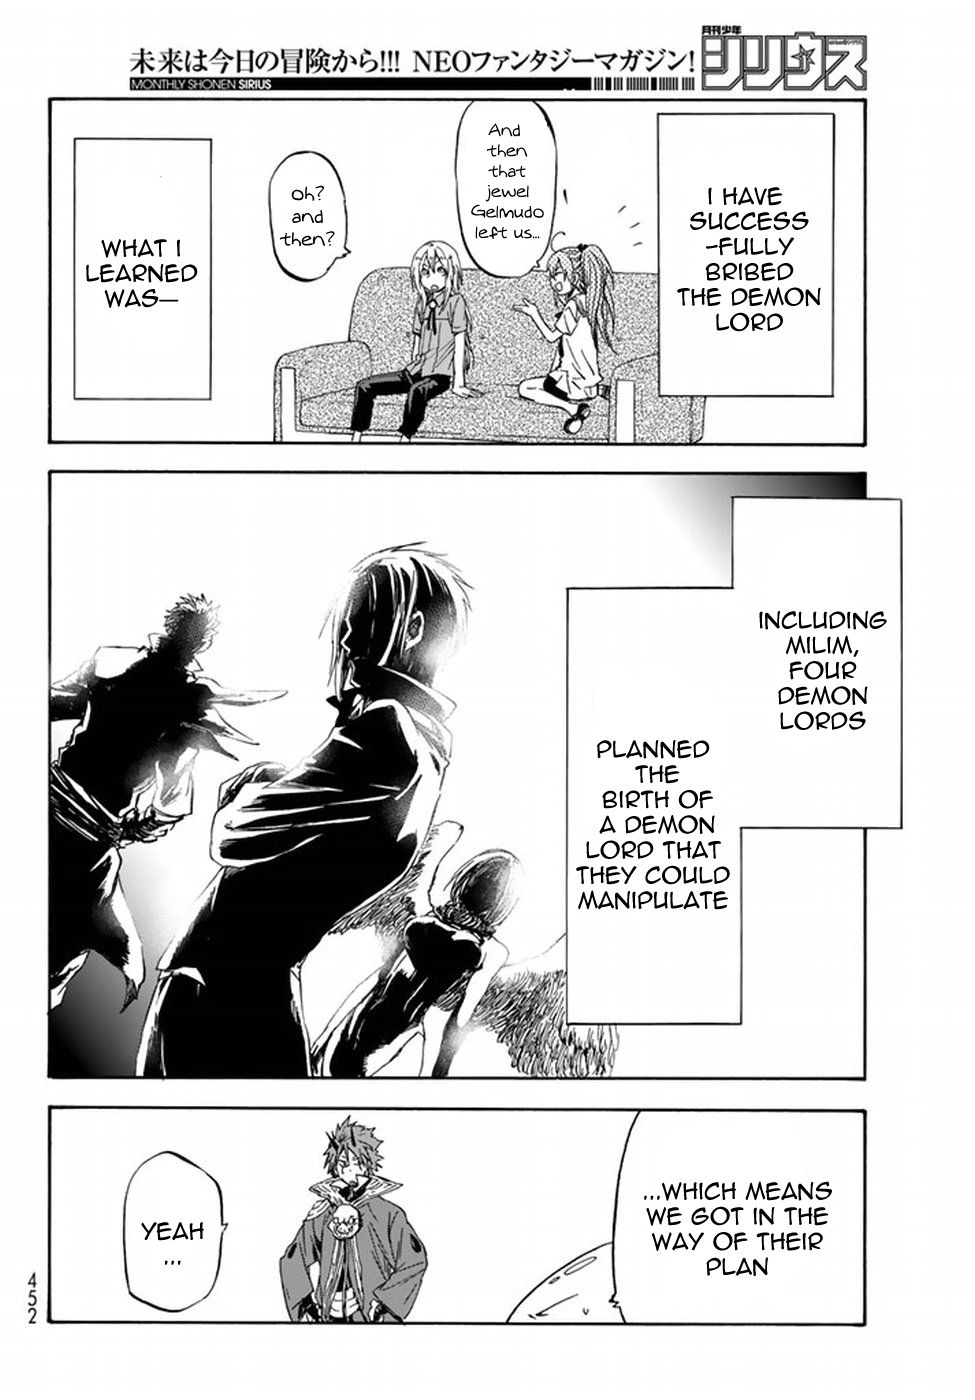 未来は今日の冒険から!!! NEOファンタジーマガジン!
月刊少年
シリウス
MONTHLY SHONEN SIRIUS
I HAVE
SUCCESS
-FULLY
BRIBED
THE DEMON
LORD
And
then
that
jewel
Gelmudo
left us...
oh?
and
then?
WHAT I
LEARNED
WAS—
INCLUDING
MILIM,
FOUR
DEMON
LORDS
PLANNED
THE
BIRTH OF
A DEMON
LORD THAT
THEY COULD
MANIPULATE
...WHICH MEANS
WE GOT IN THE
WAY OF THEIR
PLAN
YEAH
...
452